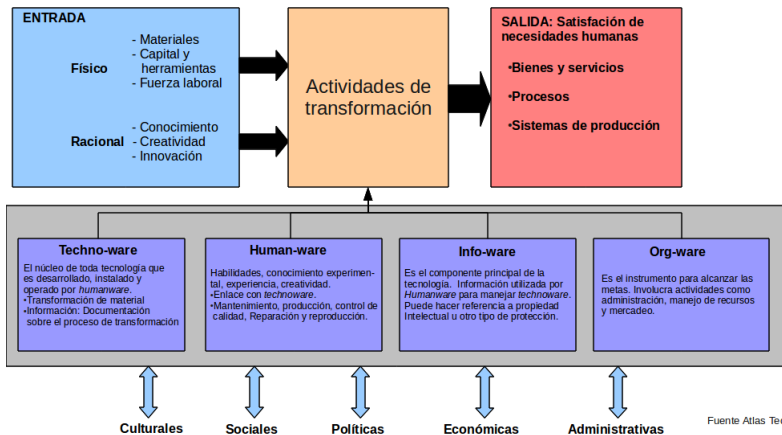 ENTRADA
Físico
- Materiales
- Capital y
herramientas
- Fuerza laboral
Racional
- Conocimiento
- Creatividad
- Innovación
Actividades de
transformación
SALIDA: Satisfacción de
necesidades humanas
•Bienes y servicios
•Procesos
•Sistemas de producción
Techno-ware
El núcleo de toda tecnología que
es desarrollado, instalado y
operado por humanware.
•Transformación de material
•Información: Documentación
sobre el proceso de transformación
Human-ware
Habilidades, conocimiento experimen-
tal, experiencia, creatividad.
•Enlace con technoware.
•Mantenimiento, producción, control de
calidad, Reparación y reproducción.
Info-ware
Es el componente principal de la
tecnología. Información utilizada por
Humanware para manejar technoware.
Puede hacer referencia a propiedad
Intelectual u otro tipo de protección.
Org-ware
Es el instrumento para alcanzar las
metas. Involucra actividades como
administración, manejo de recursos
y mercadeo.
Culturales
Sociales
Políticas
Económicas
Administrativas
Fuente Atlas